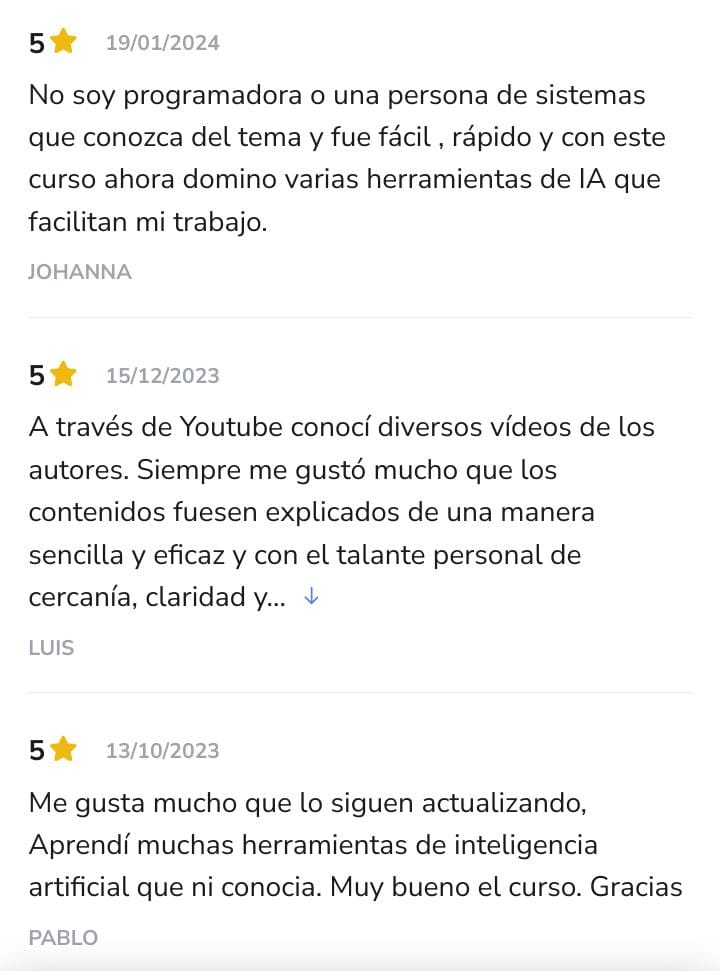 5 19/01/2024
No soy programadora o una persona de sistemas
que conozca del tema y fue fácil , rápido y con este
curso ahora domino varias herramientas de IA que
facilitan mi trabajo.
JOHANNA
5 15/12/2023
A través de Youtube conocí diversos vídeos de los
autores. Siempre me gustó mucho que los
contenidos fuesen explicados de una manera
sencilla y eficaz y con el talante personal de
cercanía, claridad y... ↓
LUIS
5 13/10/2023
Me gusta mucho que lo siguen actualizando,
Aprendí muchas herramientas de inteligencia
artificial que ni conocia. Muy bueno el curso. Gracias
PABLO